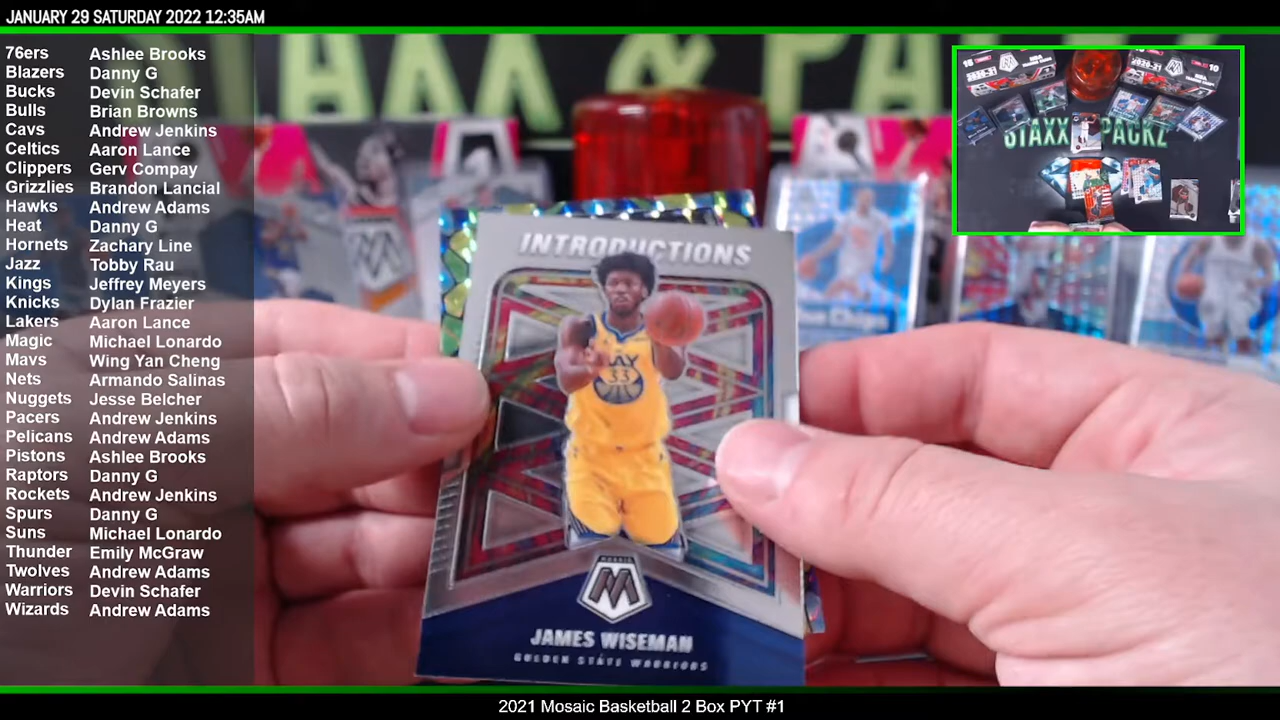 JANUARY 29 SATURDAY 2022 12:35AM
76ers Ashlee Brooks
Blazers Danny G
Bucks Devin Schafer
Bulls Brian Browns
Cavs Andrew Jenkins
Celtics Aaron Lance
Clippers Gerv Compay
Grizzlies Brandon Lancial
Hawks Andrew Adams
Heat Danny G
Hornets Zachary Line
Jazz Tobby Rau
Kings Jeffrey Meyers
Knicks Dylan Frazier
Lakers Aaron Lance
Magic Michael Lonardo
Mavs Wing Yan Cheng
Nets Armando Salinas
Nuggets Jesse Belcher
Pacers Andrew Jenkins
Pelicans Andrew Adams
Pistons Ashlee Brooks
Raptors Danny G
Rockets Andrew Jenkins
Spurs Danny G
Suns Michael Lonardo
Thunder Emily McGraw
Twolves Andrew Adams
Warriors Devin Schafer
Wizards Andrew Adams
INTRODUCTIONS
33
JAMES WISEMAN
GOLDEN STATE WARRIORS
STAXX PACKZ
2021 Mosaic Basketball 2 Box PYT #1